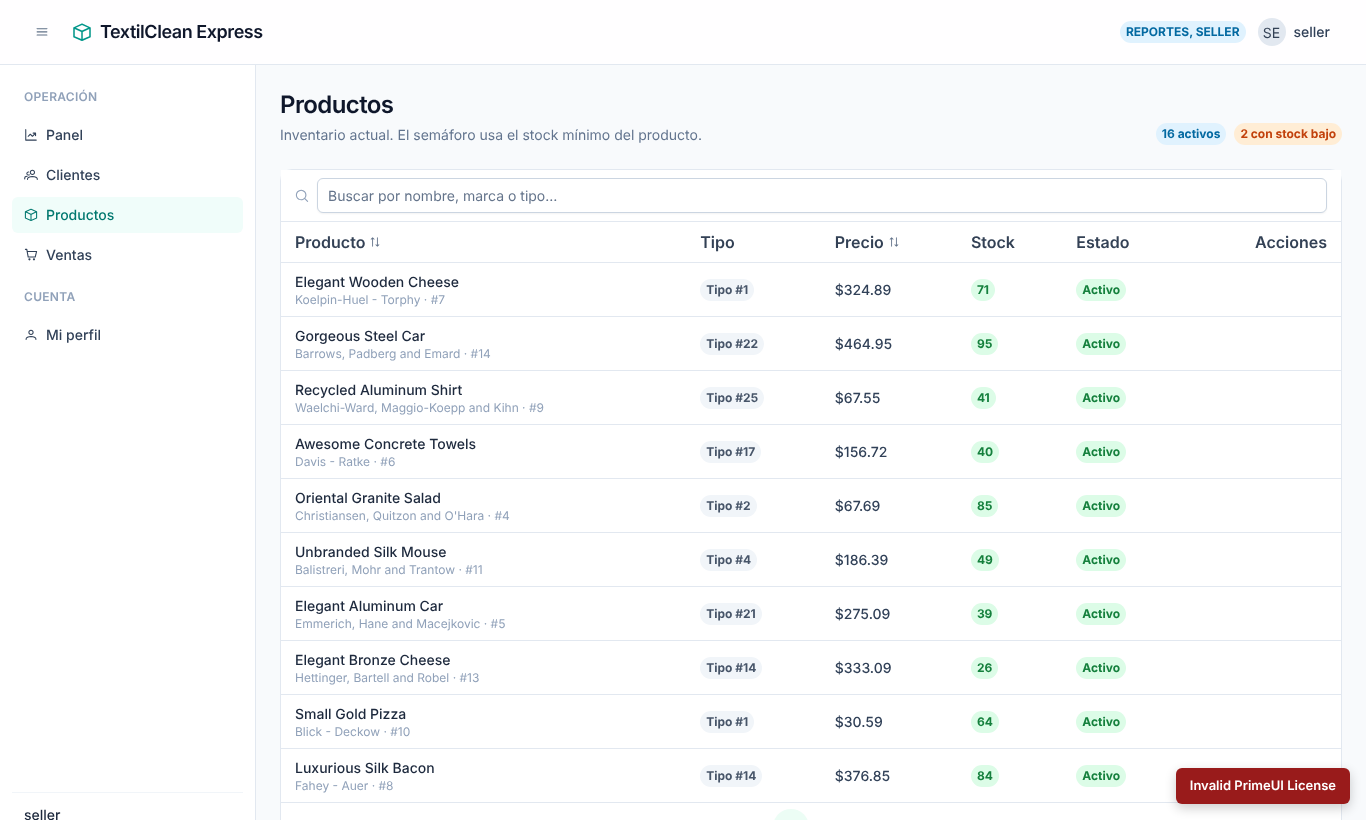 TextilClean Express
REPORTES, SELLER
SE
seller
OPERACIÓN
Panel
Clientes
Productos
Ventas
CUENTA
Mi perfil
seller
Productos
Inventario actual. El semáforo usa el stock mínimo del producto.
16 activos
2 con stock bajo
Buscar por nombre, marca o tipo...
Producto Tipo Precio Stock Estado Acciones
Elegant Wooden Cheese
Koelpin-Huel - Torphy · #7
Tipo #1 $324.89 71 Activo
Gorgeous Steel Car
Barrows, Padberg and Emard · #14
Tipo #22 $464.95 95 Activo
Recycled Aluminum Shirt
Waelchi-Ward, Maggio-Koepp and Kihn · #9
Tipo #25 $67.55 41 Activo
Awesome Concrete Towels
Davis - Ratke · #6
Tipo #17 $156.72 40 Activo
Oriental Granite Salad
Christiansen, Quitzon and O'Hara · #4
Tipo #2 $67.69 85 Activo
Unbranded Silk Mouse
Balistreri, Mohr and Trantow · #11
Tipo #4 $186.39 49 Activo
Elegant Aluminum Car
Emmerich, Hane and Macejkovic · #5
Tipo #21 $275.09 39 Activo
Elegant Bronze Cheese
Hettinger, Bartell and Robel · #13
Tipo #14 $333.09 26 Activo
Small Gold Pizza
Blick - Deckow · #10
Tipo #1 $30.59 64 Activo
Luxurious Silk Bacon
Fahey - Auer · #8
Tipo #14 $376.85 84 Activo
Invalid PrimeUI License